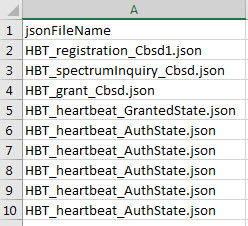 A
1 jsonFileName
2 HBT_registration_Cbsd1.json
3 HBT_spectrumInquiry_Cbsd.json
4 HBT_grant_Cbsd.json
5 HBT_heartbeat_GrantedState.json
6 HBT_heartbeat_AuthState.json
7 HBT_heartbeat_AuthState.json
8 HBT_heartbeat_AuthState.json
9 HBT_heartbeat_AuthState.json
10 HBT_heartbeat_AuthState.json